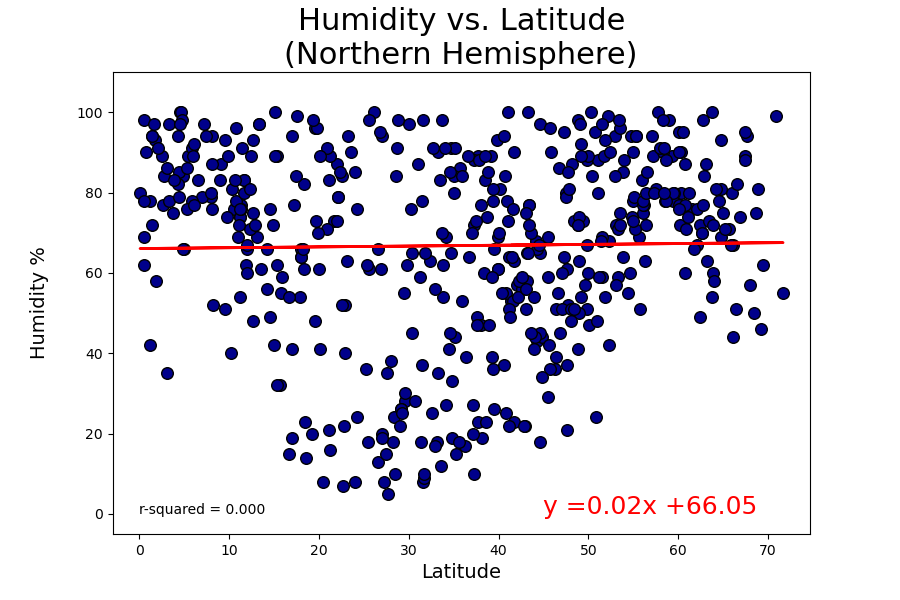 Humidity vs. Latitude
(Northern Hemisphere)
100
80
60
40
20
0
Humidity %
r-squared = 0.000
y =0.02x +66.05
0 10 20 30 40 50 60 70
Latitude